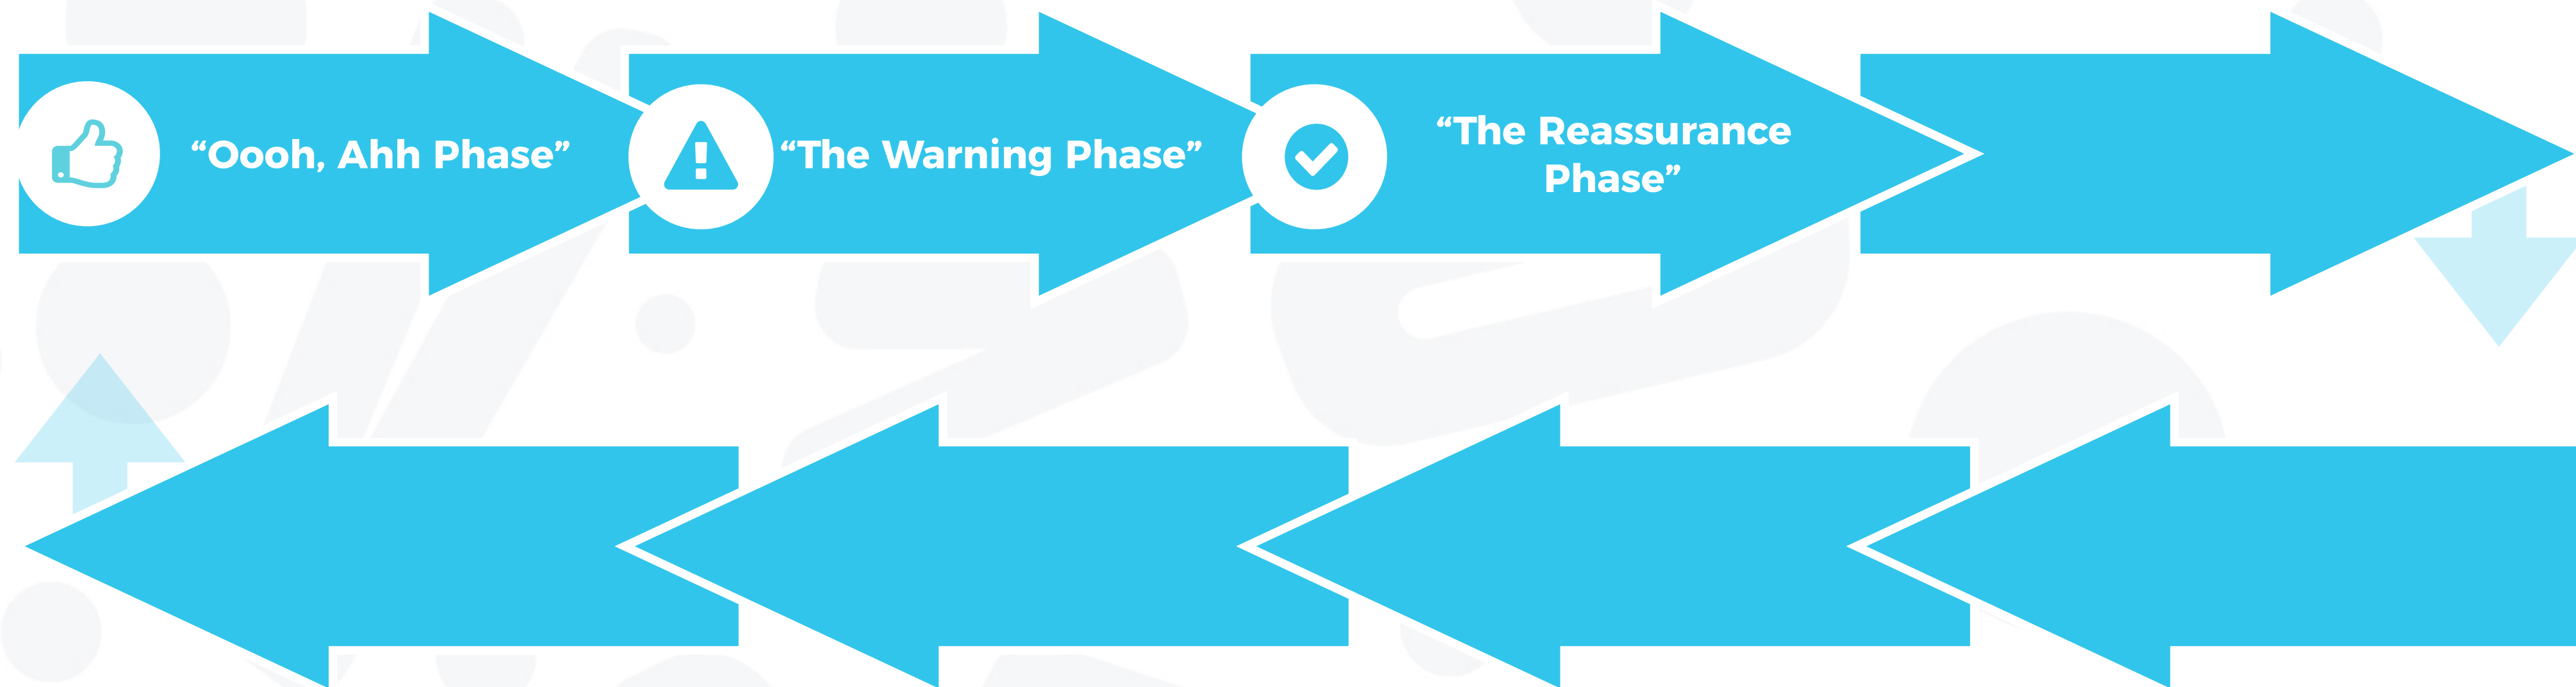 “Oooh, Ahh Phase”
“The Warning Phase”
“The Reassurance
Phase”